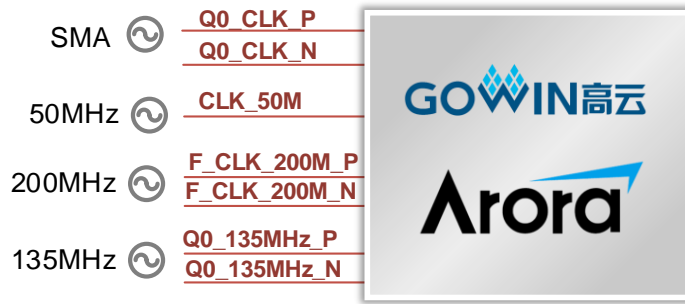 SMA
Q0_CLK_P
Q0_CLK_N
50MHz
CLK_50M
200MHz
F_CLK_200M_P
F_CLK_200M_N
135MHz
Q0_135MHz_P
Q0_135MHz_N
GOWIN高云
Arora